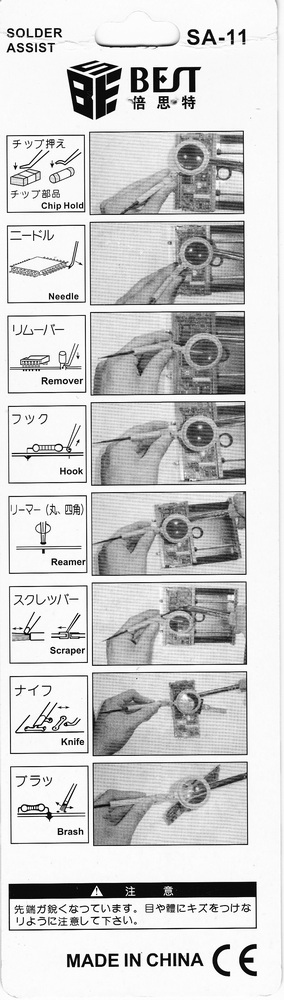 SOLDER
ASSIST
SA-11
BEST
倍思特
チップ押え
チップ部品
Chip Hold
ニードル
Needle
リムーバー
Remover
フック
Hook
リーマー(丸、四角)
Reamer
スクレッパー
Scraper
ナイフ
Knife
ブラッ
Brash
注 意
先端が鋭くなつています。目や體にキズをつけな
リように注意して下さい。
MADE IN CHINA CE